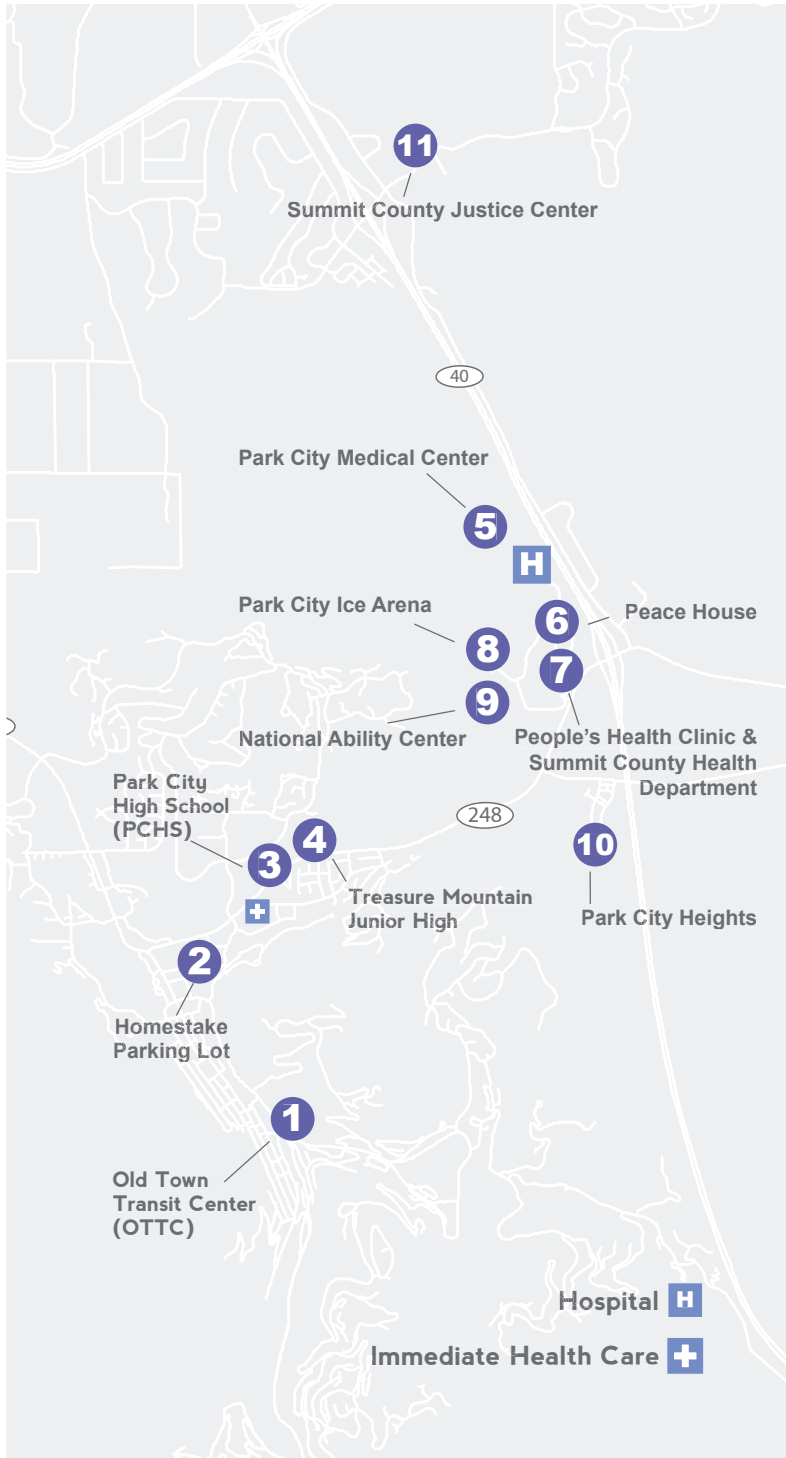 11
Summit County Justice Center
40
Park City Medical Center
5
H
Park City Ice Arena
6
Peace House
8
7
9
National Ability Center
People’s Health Clinic &
Summit County Health
Department
Park City
High School
(PCHS)
248
4
3
10
Treasure Mountain
Junior High
Park City Heights
2
Homestake
Parking Lot
1
Old Town
Transit Center
(OTTC)
Hospital H
Immediate Health Care